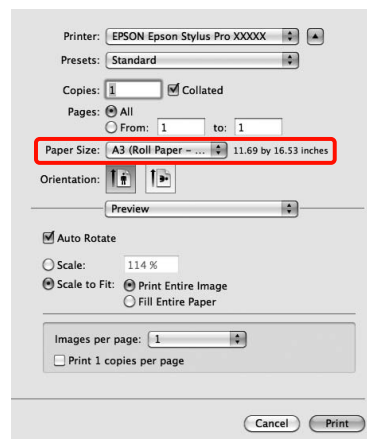 Printer: EPSON Epson Stylus Pro XXXXX
Presets: Standard
Copies: 1 Collated
Pages: All
From: 1 to: 1
Paper Size: A3 (Roll Paper – ... 11.69 by 16.53 inches
Orientation:
Preview
Auto Rotate
Scale: 114 %
Scale to Fit: Print Entire Image
Fill Entire Paper
Images per page: 1
Print 1 copies per page
Cancel Print